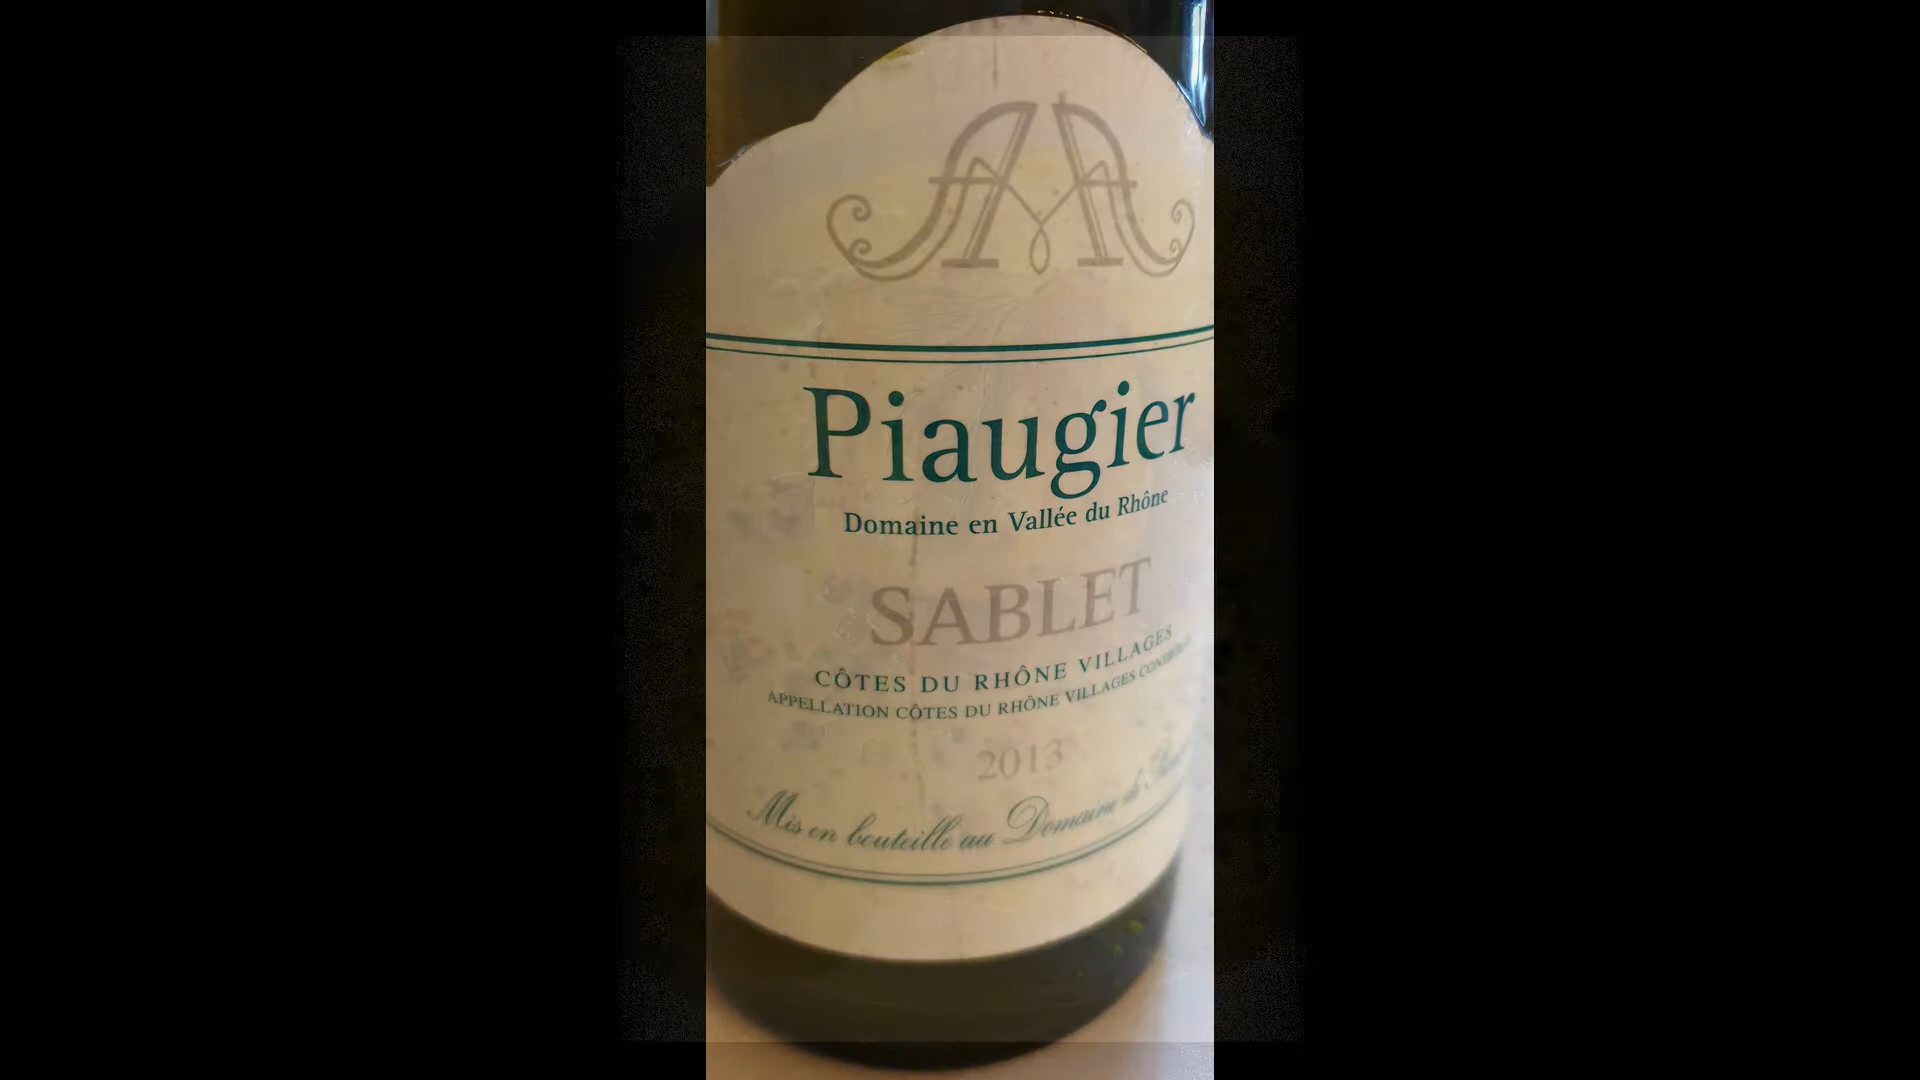 Piaugier
Domaine en Vallée du Rhône
SABLET
CÔTES DU RHÔNE VILLAGES
APPELLATION CÔTES DU RHÔNE VILLAGES
2013
Mis en bouteille au Domaine de